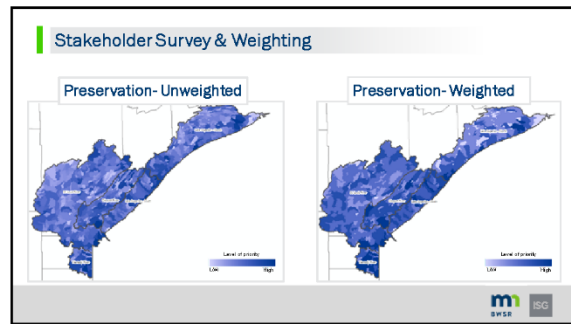 Stakeholder Survey & Weighting
Preservation- Unweighted
Preservation- Weighted
Level of priority
Low
High
Level of priority
Low
High
mn
BWSR
ISG